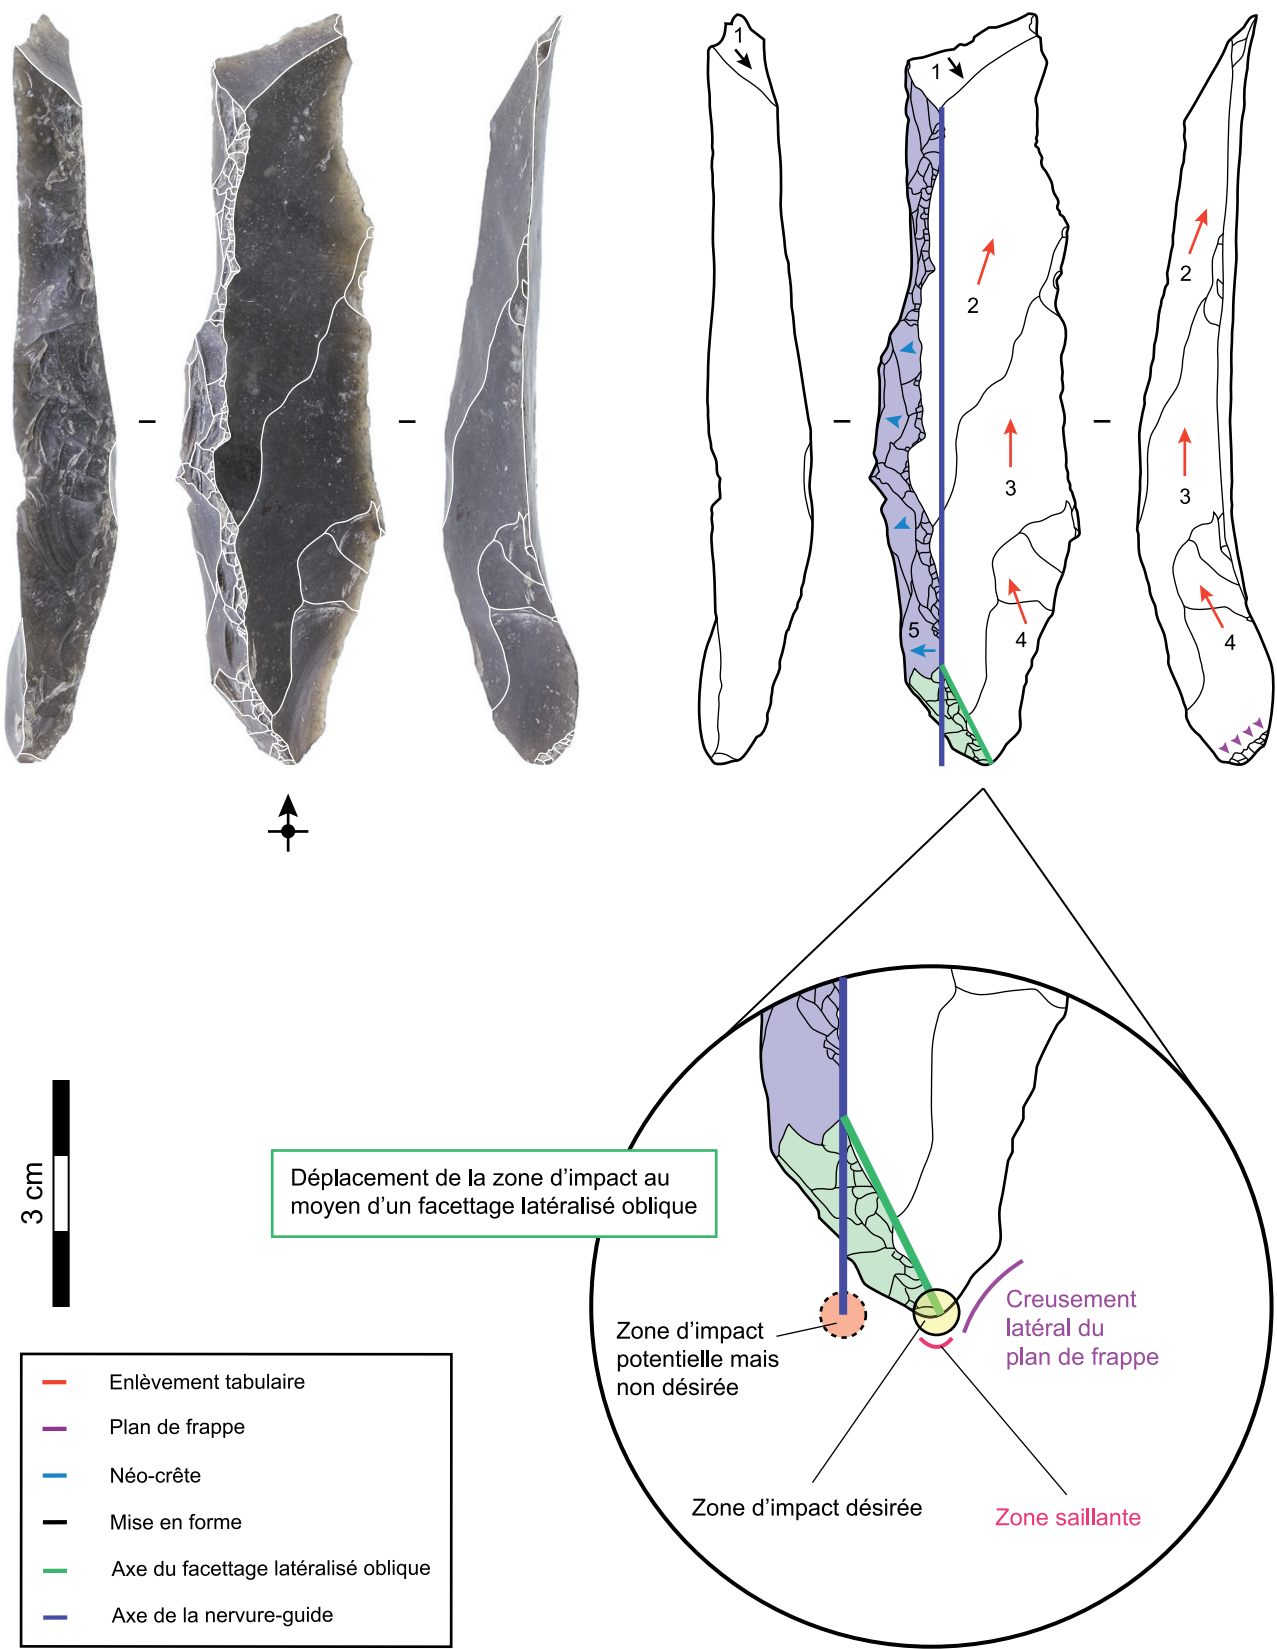 1
1
2
2
3
3
4
4
5
3 cm
Déplacement de la zone d'impact au
moyen d'un facettage latéralisé oblique
Zone d'impact
potentielle mais
non désirée
Creusement
latéral du
plan de frappe
Zone d'impact désirée
Zone saillante
Enlèvement tabulaire
Plan de frappe
Néo-crête
Mise en forme
Axe du facettage latéralisé oblique
Axe de la nervure-guide